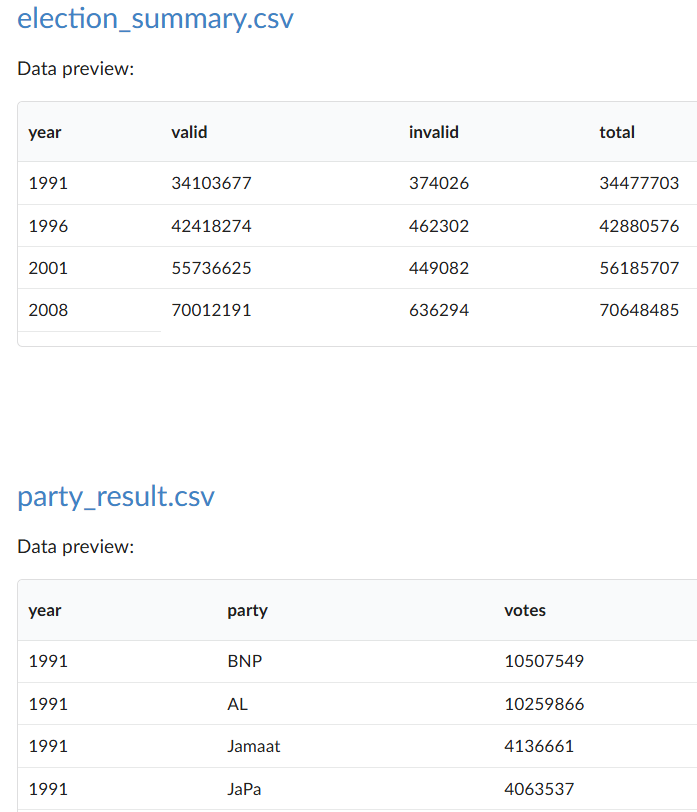 election_summary.csv
Data preview:
year valid invalid total
1991 34103677 374026 34477703
1996 42418274 462302 42880576
2001 55736625 449082 56185707
2008 70012191 636294 70648485
party_result.csv
Data preview:
year party votes
1991 BNP 10507549
1991 AL 10259866
1991 Jamaat 4136661
1991 JaPa 4063537